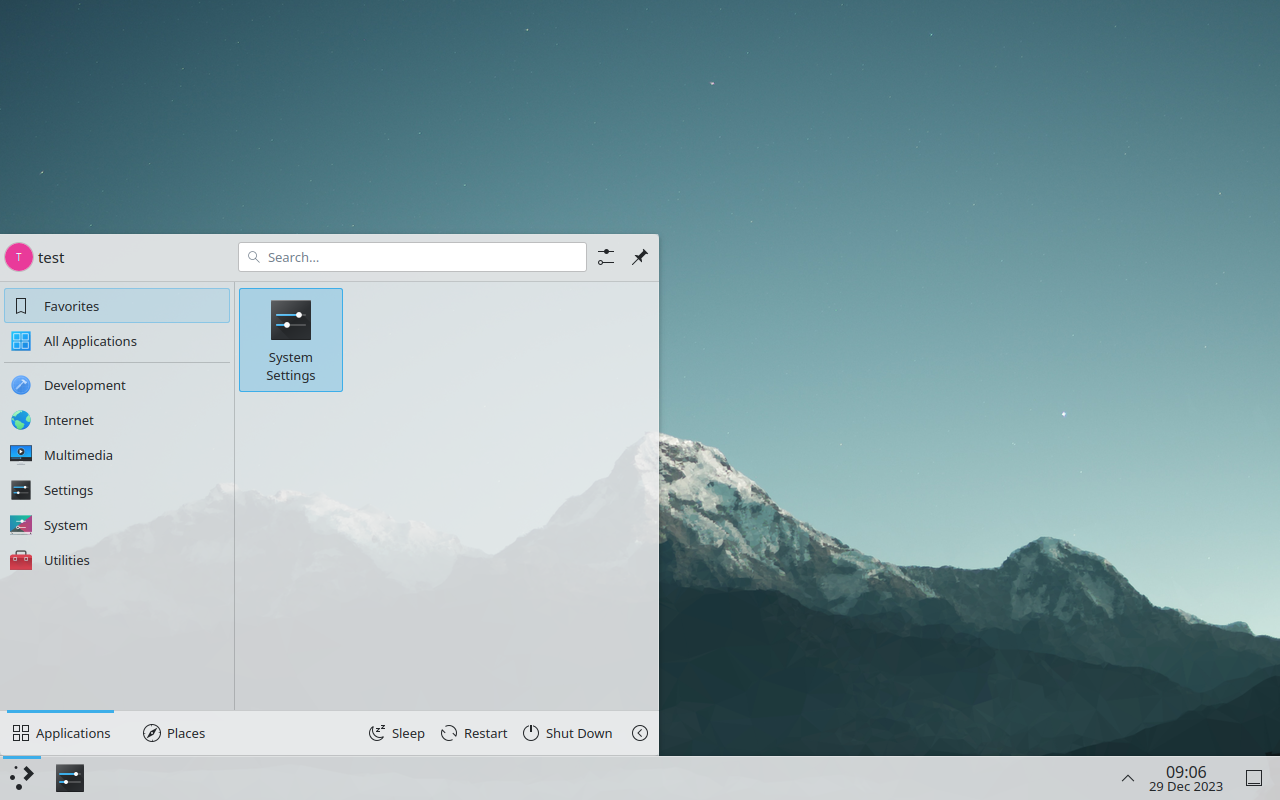 T
test
Search...
Favorites
All Applications
Development
Internet
Multimedia
Settings
System
Utilities
System
Settings
Applications
Places
Sleep
Restart
Shut Down
09:06
29 Dec 2023